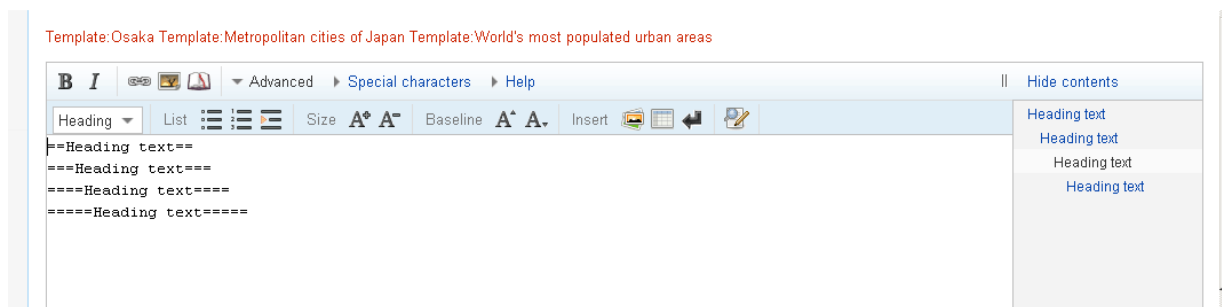 Template:Osaka Template:Metropolitan cities of Japan Template:World's most populated urban areas
B I Advanced Special characters Help Hide contents
Heading List Size A A Baseline A A Insert
==Heading text==
===Heading text===
====Heading text====
=====Heading text=====
Heading text
Heading text
Heading text
Heading text